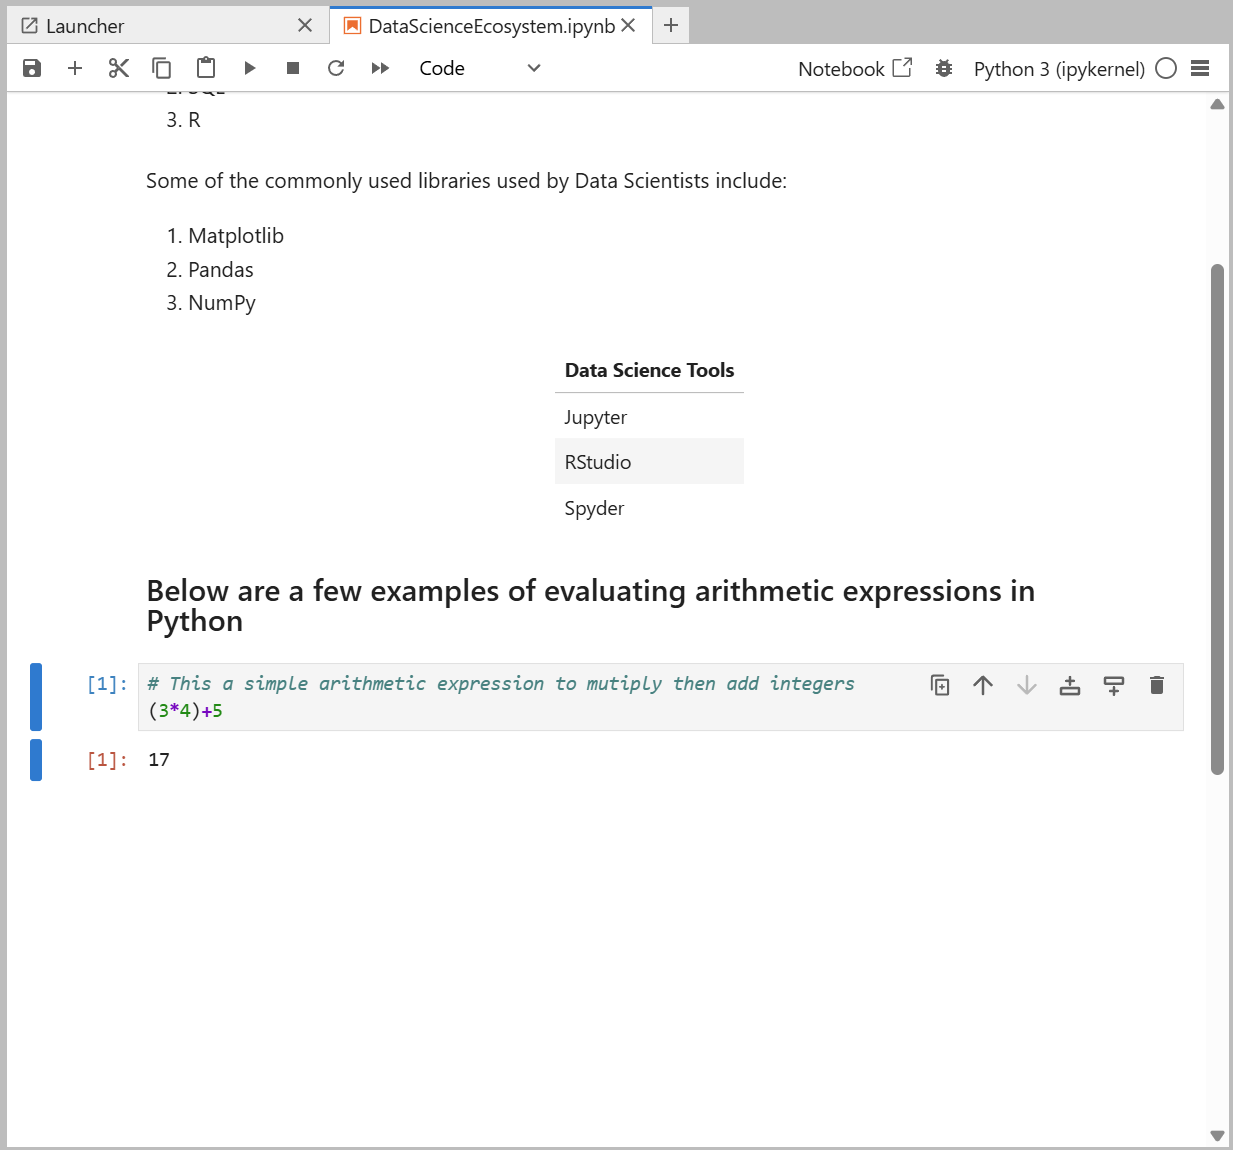 Launcher
DataScienceEcosystem.ipynb
Code
Notebook
Python 3 (ipykernel)
3. R
Some of the commonly used libraries used by Data Scientists include:
1. Matplotlib
2. Pandas
3. NumPy
Data Science Tools
Jupyter
RStudio
Spyder
Below are a few examples of evaluating arithmetic expressions in
Python
[1]: # This a simple arithmetic expression to mutiply then add integers
(3*4)+5
[1]: 17